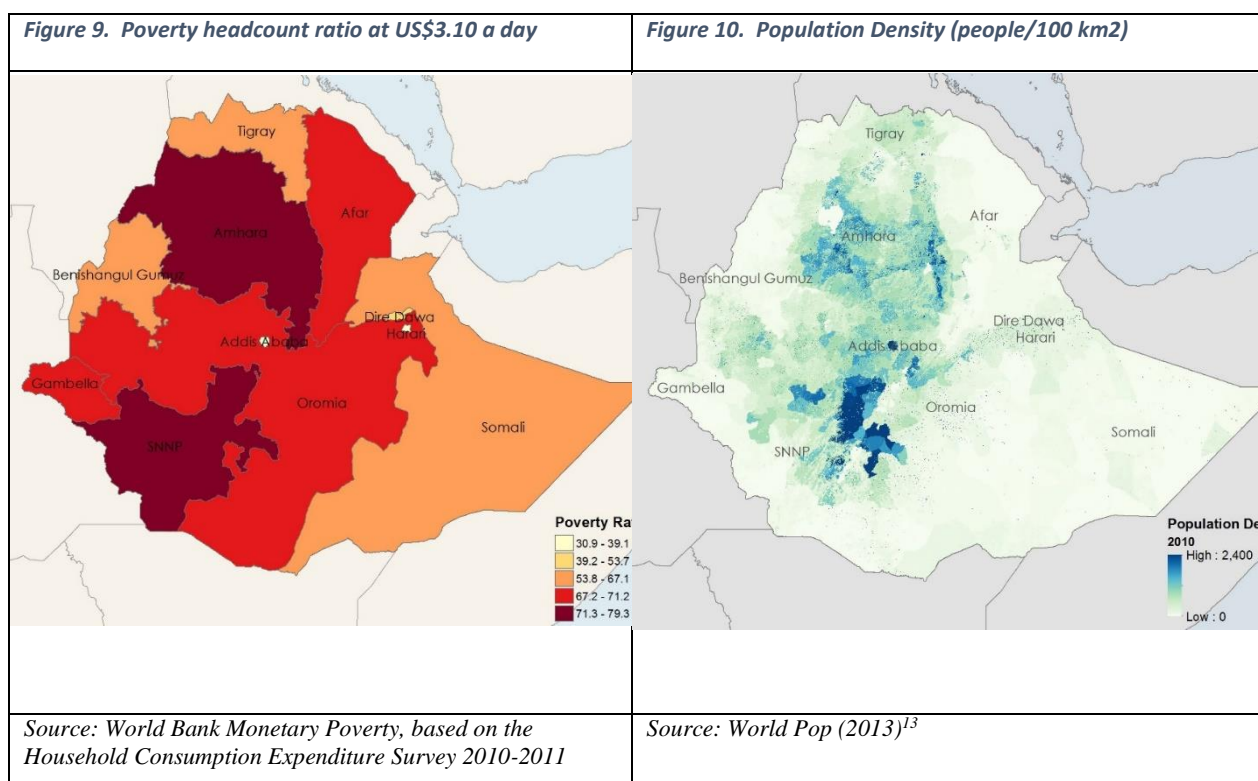 Figure 9. Poverty headcount ratio at US$3.10 a day
Figure 10. Population Density (people/100 km2)
Tigray
Afar
Amhara
Benishangul Gumuz
Dire Dawa
Harari
Addis Ababa
Gambella
Oromia
Somali
SNNP
Poverty Ra
30.9 - 39.1
39.2 - 53.7
53.8 - 67.1
67.2 - 71.2
71.3 - 79.3
Tigray
Afar
Amhara
Benishangul Gumuz
Dire Dawa
Harari
Addis Ababa
Gambella
Oromia
Somali
SNNP
Population De
2010
High : 2,400
Low : 0
Source: World Bank Monetary Poverty, based on the
Household Consumption Expenditure Survey 2010-2011
Source: World Pop (2013)13